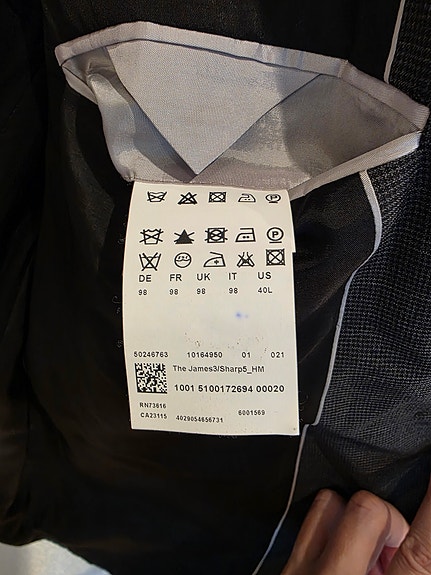 DE FR UK IT US
98 98 98 98 40L
50246763 10164950 01 021
The James3/Sharp5_HM
1001 5100172694 00020
RN73616
CA23115 4029054656731 6001569